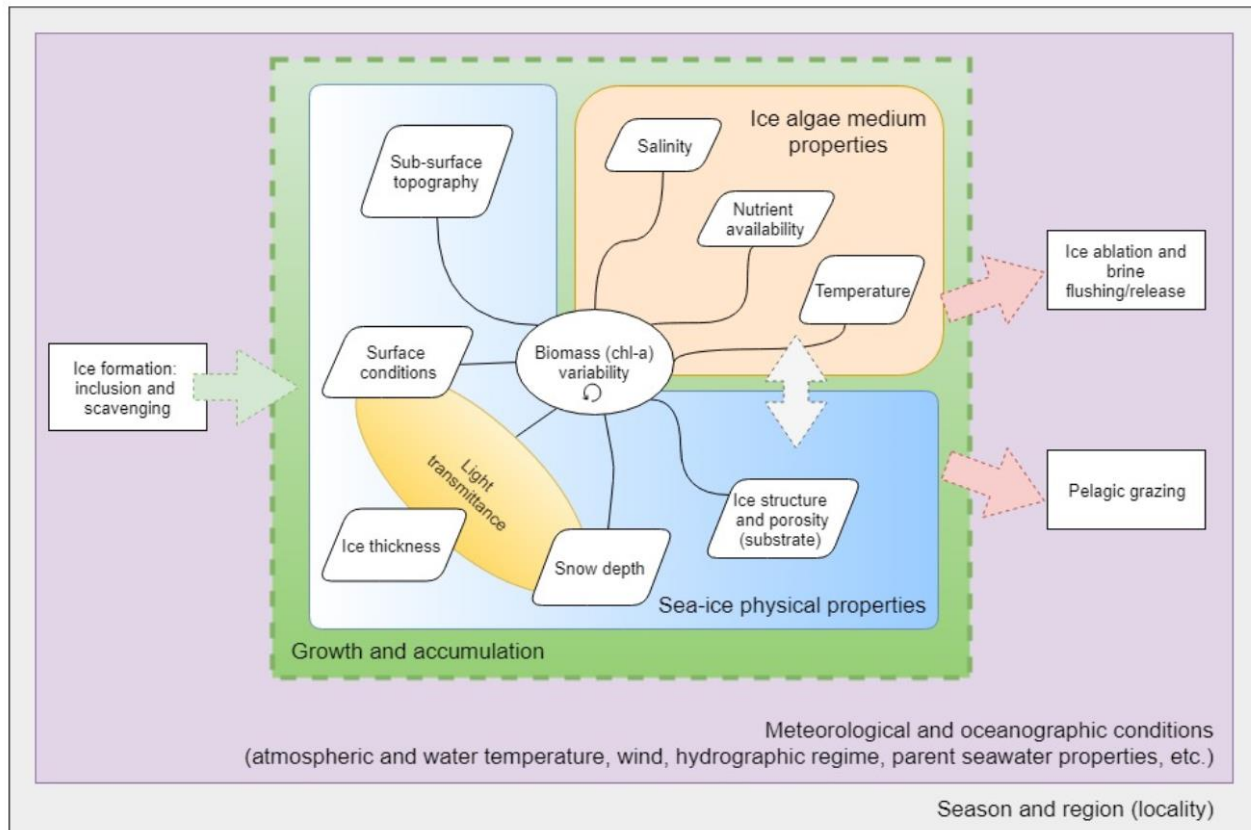 Ice algae medium
properties
Sub-surface
topography
Salinity
Nutrient
availability
Temperature
Ice ablation and
brine
flushing/release
Ice formation:
inclusion and
scavenging
Surface
conditions
Biomass (chl-a)
variability
Light
transmittance
Ice thickness
Snow depth
Ice structure
and porosity
(substrate)
Pelagic grazing
Sea-ice physical properties
Growth and accumulation
Meteorological and oceanographic conditions
(atmospheric and water temperature, wind, hydrographic regime, parent seawater properties, etc.)
Season and region (locality)